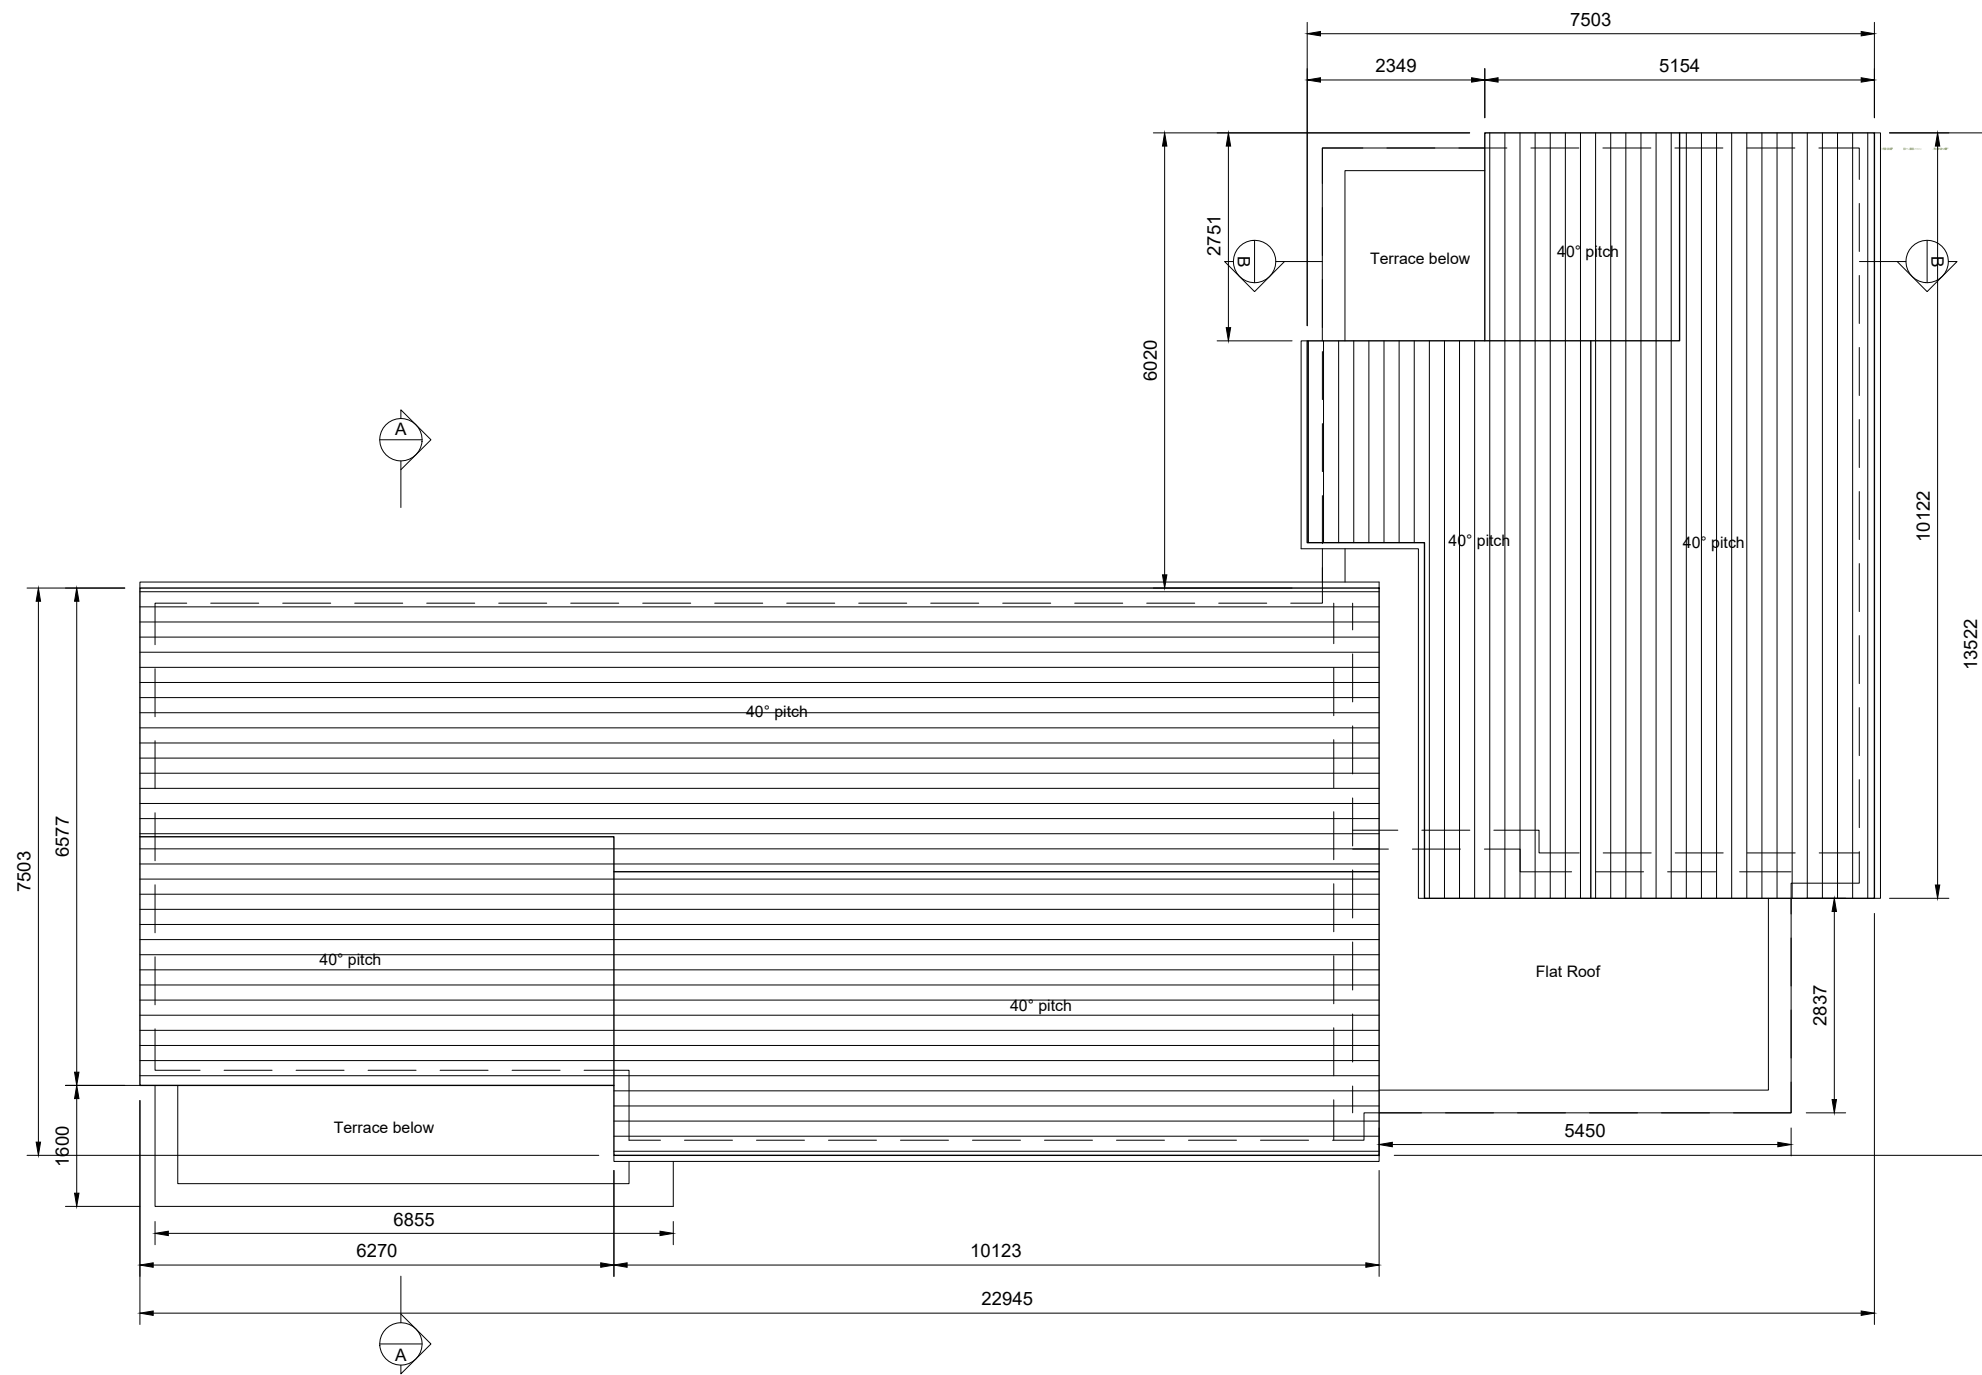 7503
2349
5154
2751
Terrace below
40° pitch
B
B
6020
A
10122
40° pitch
40° pitch
13522
40° pitch
7503
6577
40° pitch
Flat Roof
40° pitch
2837
1600
Terrace below
5450
6855
6270
10123
22945
A